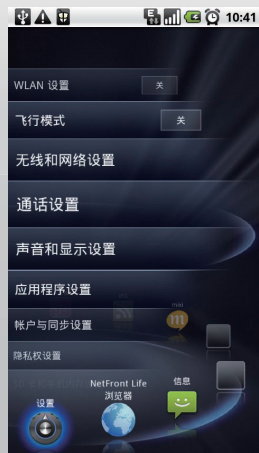 10:41
WLAN 设置
关
飞行模式
关
无线和网络设置
通话设置
声音和显示设置
应用程序设置
mixi
帐户与同步设置
隐私权设置
NetFront Life
浏览器
信息
设置